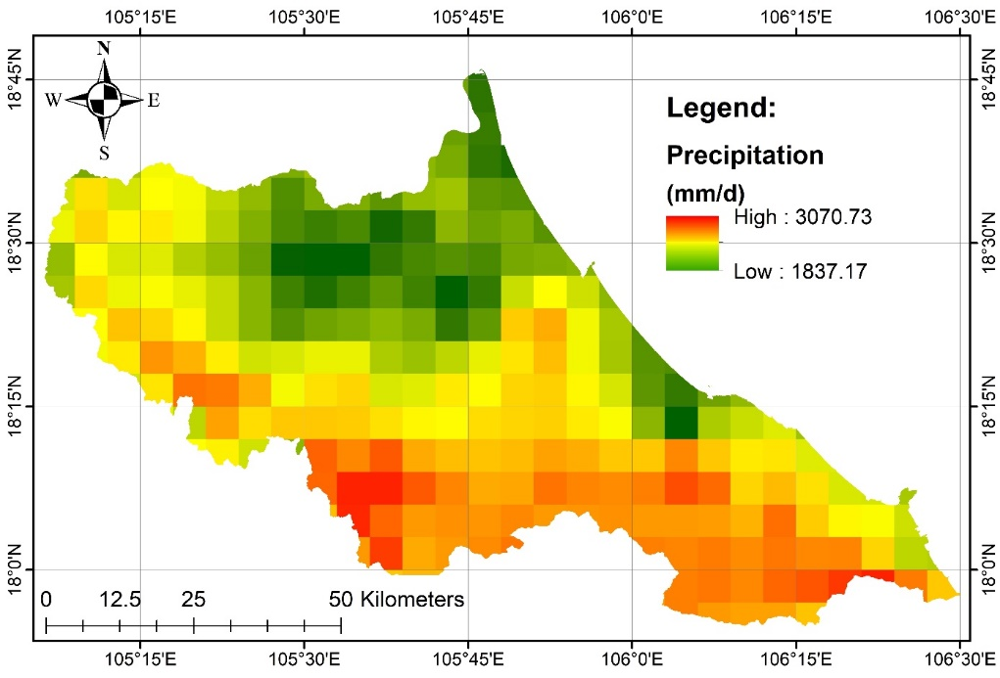 105°15'E 105°30'E 105°45'E 106°0'E 106°15'E 106°30'E
N
W E
S
18°45'N 18°45'N
Legend:
Precipitation
(mm/d)
High : 3070.73
Low : 1837.17
18°30'N 18°30'N
18°15'N 18°15'N
18°0'N 18°0'N
0 12.5 25 50 Kilometers
105°15'E 105°30'E 105°45'E 106°0'E 106°15'E 106°30'E